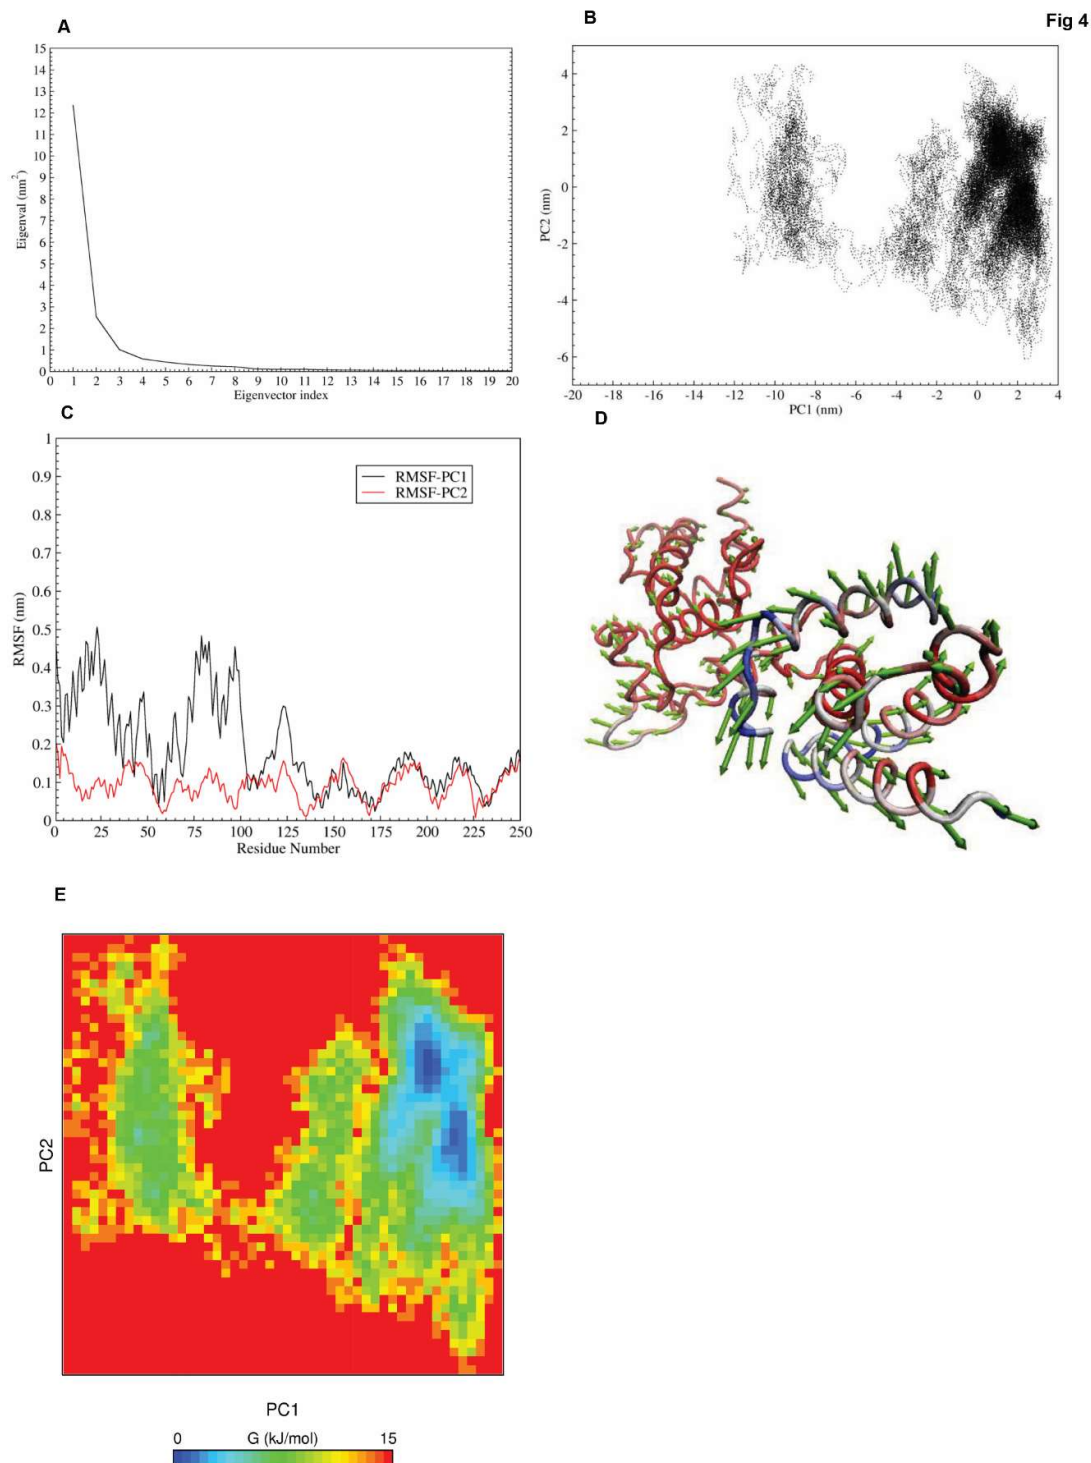 Fig 4
A
15
14
13
12
11
10
9
8
7
6
5
4
3
2
1
0
Eigenval (nm²)
0 1 2 3 4 5 6 7 8 9 10 11 12 13 14 15 16 17 18 19 20
Eigenvector index
B
4
2
0
-2
-4
-6
PC2 (nm)
-20 -18 -16 -14 -12 -10 -8 -6 -4 -2 0 2 4
PC1 (nm)
C
1
0.9
0.8
0.7
0.6
0.5
0.4
0.3
0.2
0.1
0
RMSF (nm)
RMSF-PC1
RMSF-PC2
0 25 50 75 100 125 150 175 200 225 250
Residue Number
D
E
PC2
PC1
0 G (kJ/mol) 15